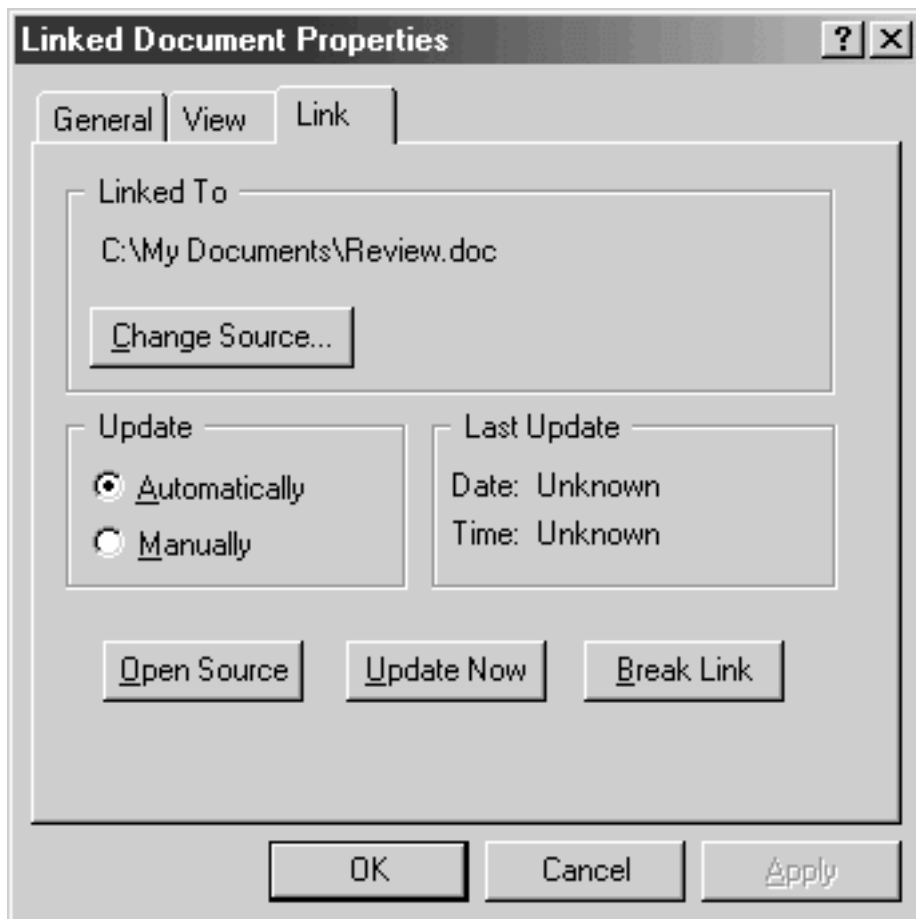 Linked Document Properties
General View Link
Linked To
C:\My Documents\Review.doc
Change Source...
Update
Automatically
Manually
Last Update
Date: Unknown
Time: Unknown
Open Source Update Now Break Link
OK Cancel Apply